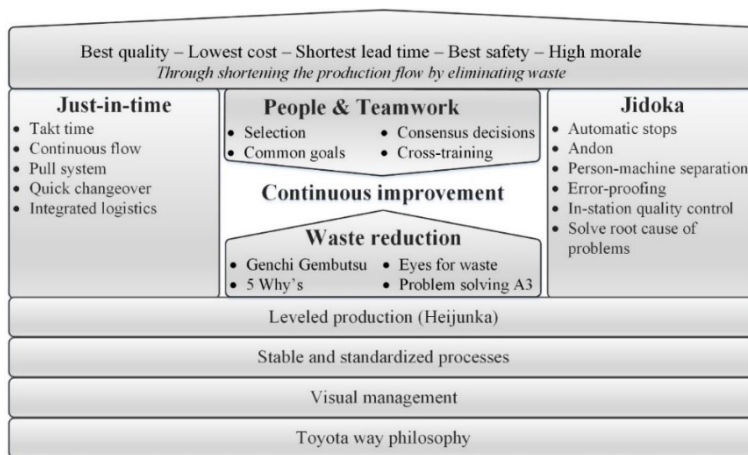 Best quality – Lowest cost – Shortest lead time – Best safety – High morale
Through shortening the production flow by eliminating waste
Just-in-time
• Takt time
• Continuous flow
• Pull system
• Quick changeover
• Integrated logistics
People & Teamwork
• Selection
• Common goals
• Consensus decisions
• Cross-training
Continuous improvement
Waste reduction
• Genchi Gembutsu
• 5 Why`s
• Eyes for waste
• Problem solving A3
Jidoka
• Automatic stops
• Andon
• Person-machine separation
• Error-proofing
• In-station quality control
• Solve root cause of
problems
Leveled production (Heijunka)
Stable and standardized processes
Visual management
Toyota way philosophy